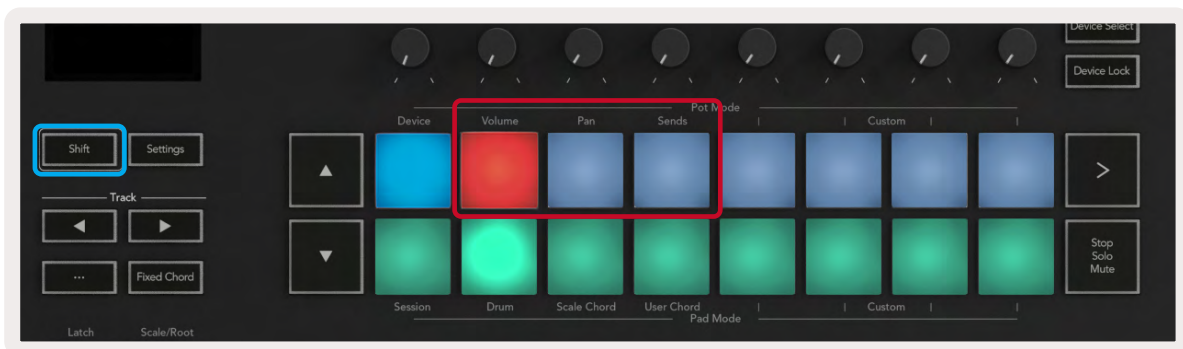 Device Select
Device Lock
Pot Mode
Device Volume Pan Sends | | Custom | |
Shift Settings
▲
>
Track
◀ ▶
▼
Stop
Solo
Mute
... Fixed Chord
Session Drum Scale Chord User Chord | | Custom | |
Pad Mode
Latch Scale/Root